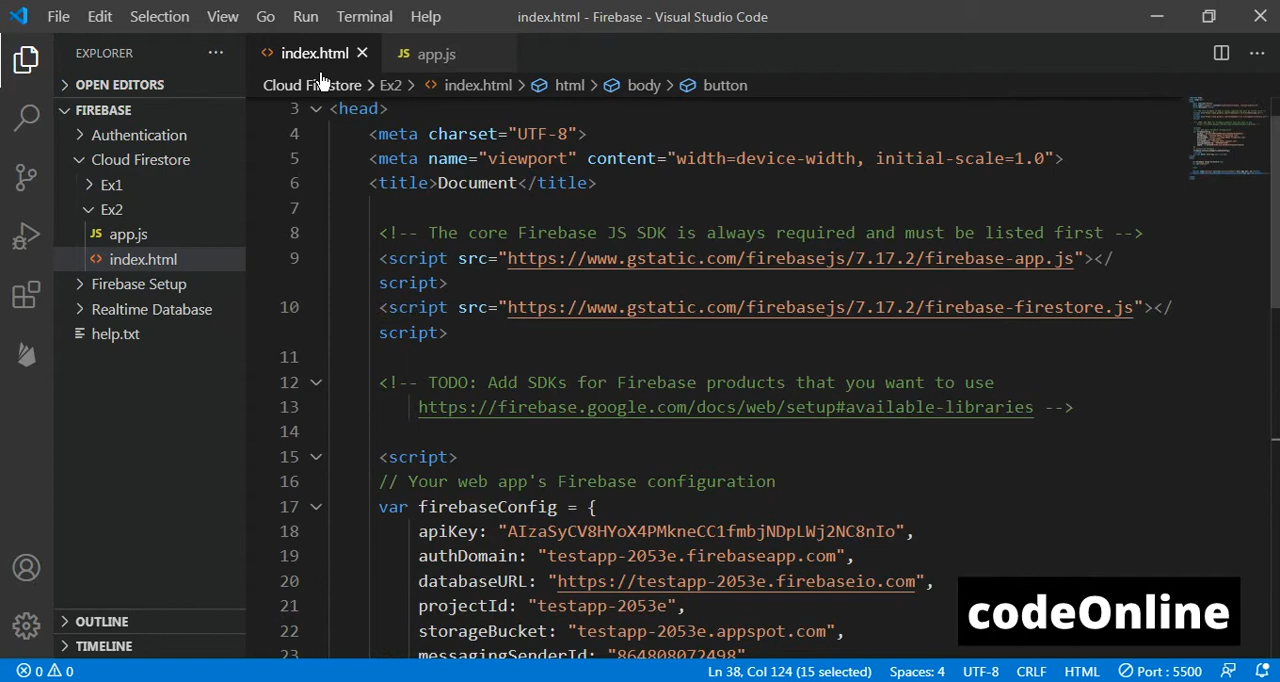 File Edit Selection View Go Run Terminal Help index.html - Firebase - Visual Studio Code
EXPLORER
OPEN EDITORS
FIREBASE
Authentication
Cloud Firestore
Ex1
Ex2
JS app.js
<> index.html
Firebase Setup
Realtime Database
help.txt
OUTLINE
TIMELINE
<> index.html JS app.js
Cloud Firestore > Ex2 > <> index.html > html > body > button
3 <head>
4 <meta charset="UTF-8">
5 <meta name="viewport" content="width=device-width, initial-scale=1.0">
6 <title>Document</title>
7
8 <!-- The core Firebase JS SDK is always required and must be listed first -->
9 <script src="https://www.gstatic.com/firebasejs/7.17.2/firebase-app.js"></
script>
10 <script src="https://www.gstatic.com/firebasejs/7.17.2/firebase-firestore.js"></
script>
11
12 <!-- TODO: Add SDKs for Firebase products that you want to use
13 https://firebase.google.com/docs/web/setup#available-libraries -->
14
15 <script>
16 // Your web app's Firebase configuration
17 var firebaseConfig = {
18 apiKey: "AIzaSyCV8HYoX4PMkneCC1fmbjNDpLWj2NC8nIo",
19 authDomain: "testapp-2053e.firebaseapp.com",
20 databaseURL: "https://testapp-2053e.firebaseio.com",
21 projectId: "testapp-2053e",
22 storageBucket: "testapp-2053e.appspot.com",
23 messagingSenderId: "864808072498"
codeOnline
0 0 Ln 38, Col 124 (15 selected) Spaces: 4 UTF-8 CRLF HTML Port : 5500